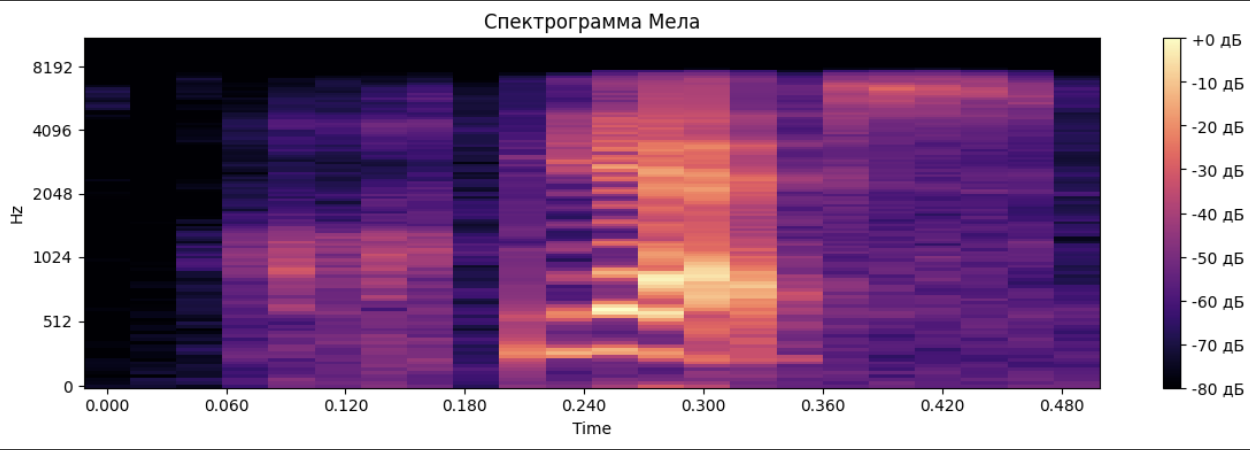 Спектрограмма Мела
Hz
8192
4096
2048
1024
512
0
0.000 0.060 0.120 0.180 0.240 0.300 0.360 0.420 0.480
Time
+0 дБ
-10 дБ
-20 дБ
-30 дБ
-40 дБ
-50 дБ
-60 дБ
-70 дБ
-80 дБ